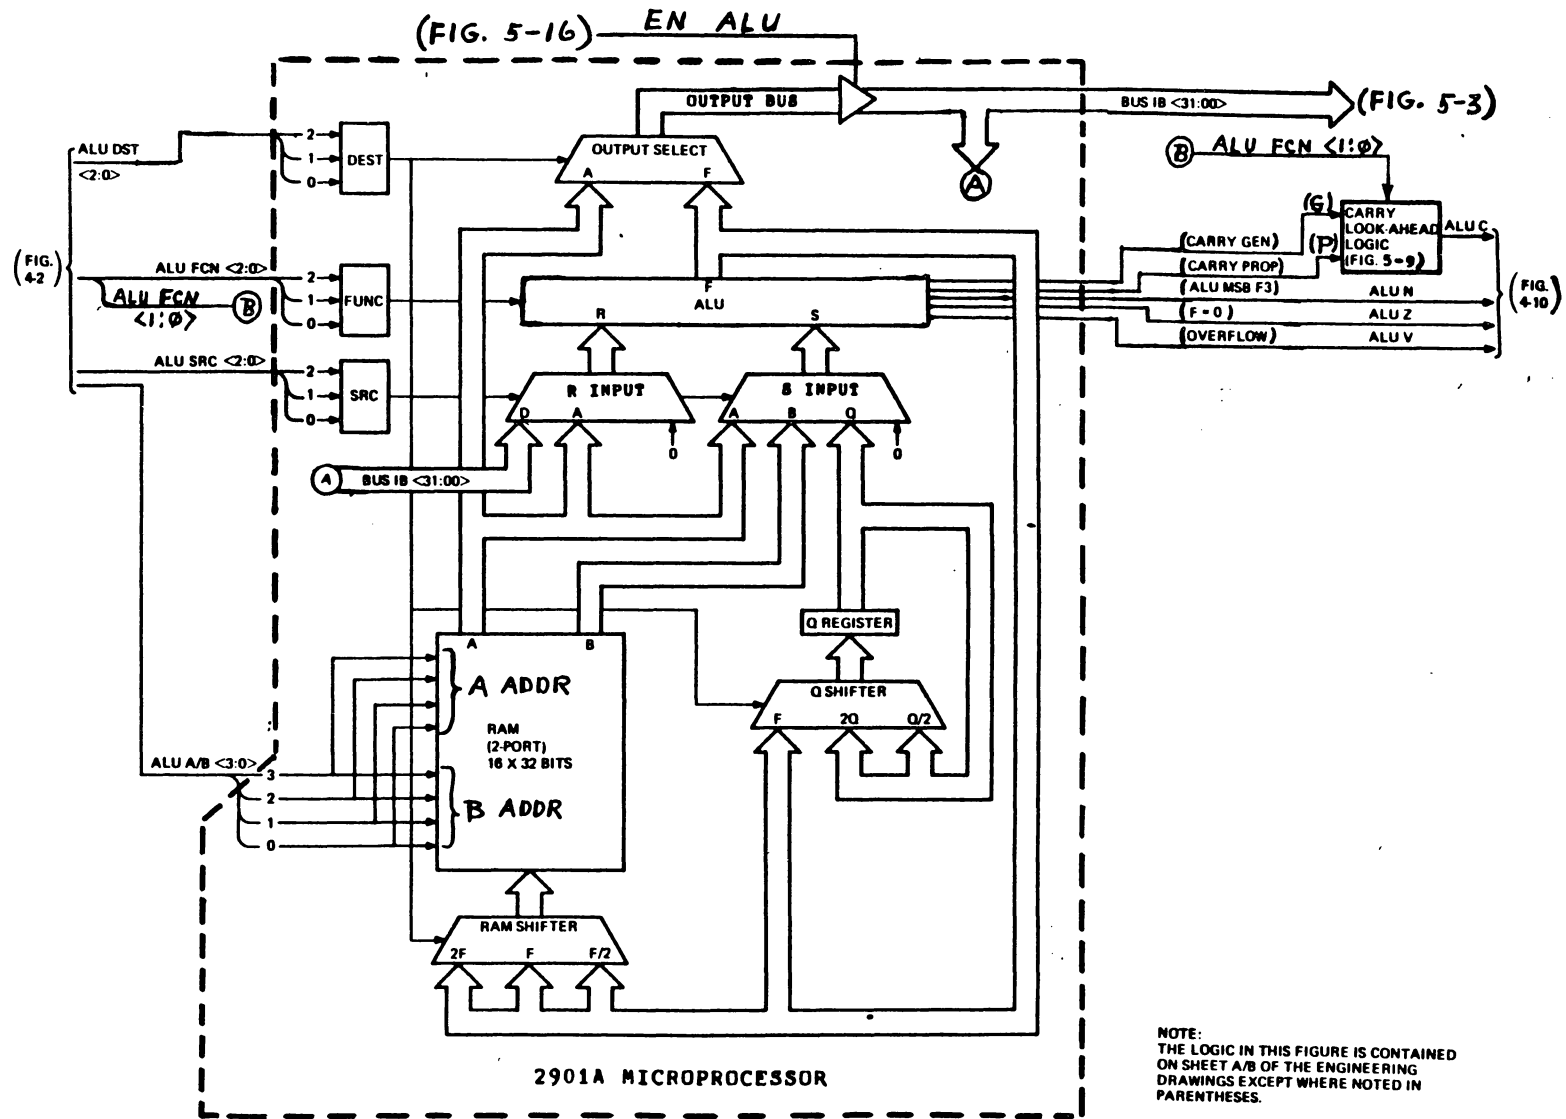 (FIG. 5-16) EN ALU
OUTPUT BUS
BUS IB <31:00>
(FIG. 5-3)
ALU DST
<2:0>
2
1
0
DEST
OUTPUT SELECT
A F
A
B ALU FCN <1:0>
(G)
CARRY
LOOK-AHEAD
LOGIC
(FIG. 5-9)
(P)
ALU C
(CARRY GEN)
(CARRY PROP)
(ALU MSB F3)
ALU N
(F = 0)
ALU Z
(OVERFLOW)
ALU V
(FIG.
4-10)
(FIG.
4-2)
ALU FCN <2:0>
ALU FCN
<1:0>
B
2
1
0
FUNC
F
ALU
R S
ALU SRC <2:0>
2
1
0
SRC
R INPUT
D A
0
S INPUT
A B Q
0
A
BUS IB <31:00>
Q REGISTER
A B
A ADDR
RAM
(2-PORT)
16 X 32 BITS
B ADDR
Q SHIFTER
F 2Q Q/2
ALU A/B <3:0>
3
2
1
0
RAM SHIFTER
2F F F/2
2901A MICROPROCESSOR
NOTE:
THE LOGIC IN THIS FIGURE IS CONTAINED
ON SHEET A/B OF THE ENGINEERING
DRAWINGS EXCEPT WHERE NOTED IN
PARENTHESES.